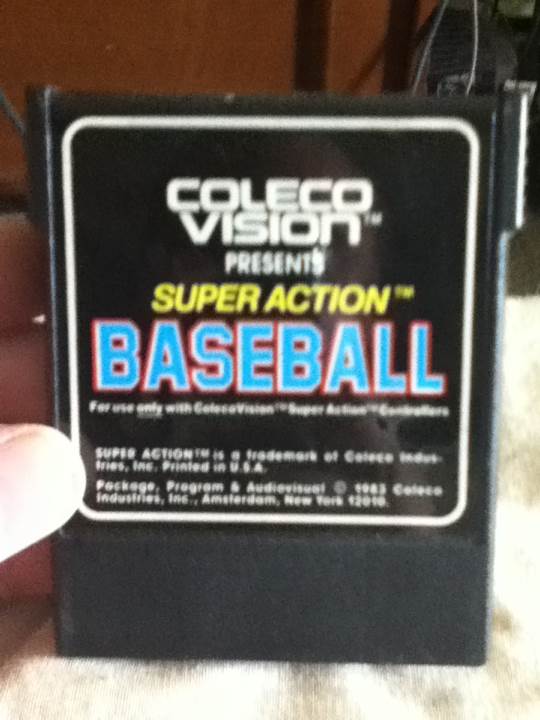 COLECO
VISION™
PRESENTS
SUPER ACTION™
BASEBALL
For use only with ColecoVision™ Super Action™ Controllers
SUPER ACTION™ is a trademark of Coleco Indus-
tries, Inc. Printed in U.S.A.
Package, Program & Audiovisual © 1983 Coleco
Industries, Inc., Amsterdam, New York 12010.